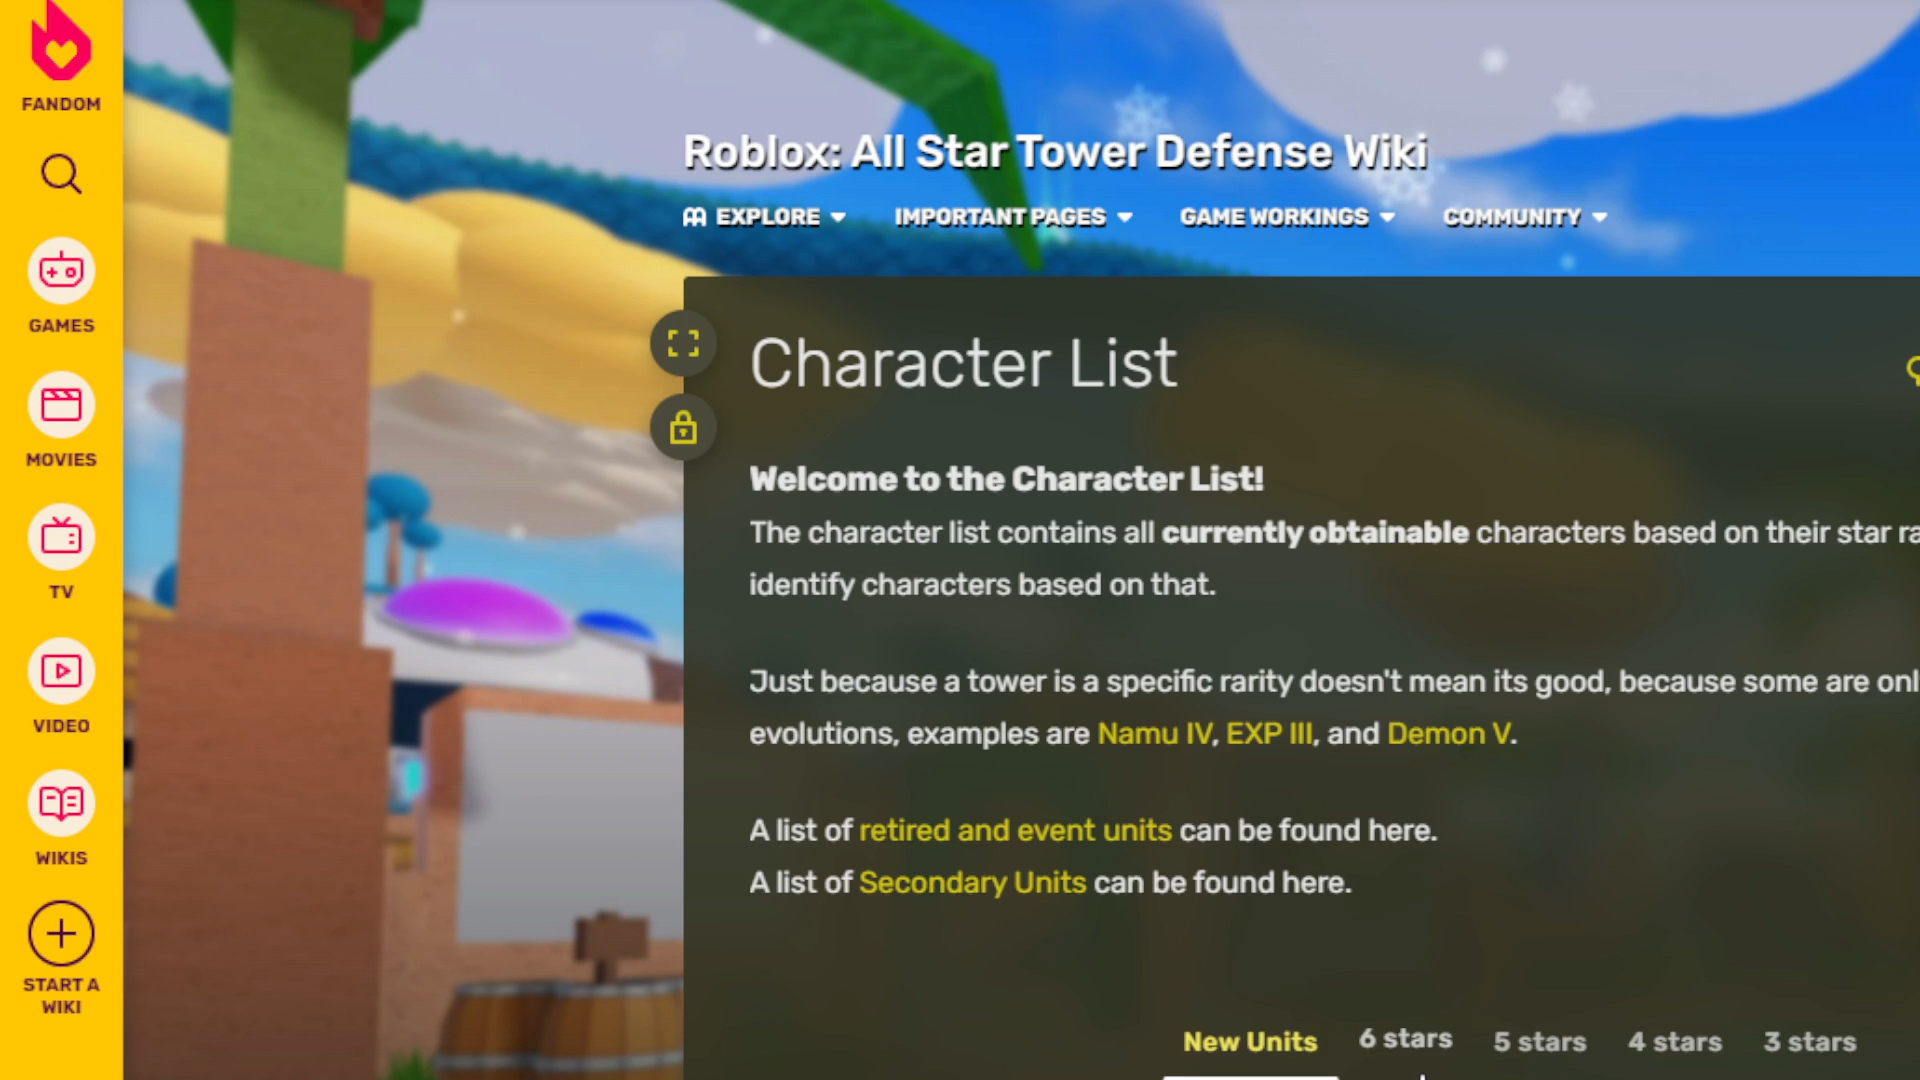 FANDOM
GAMES
MOVIES
TV
VIDEO
WIKIS
START A
WIKI
Roblox: All Star Tower Defense Wiki
EXPLORE IMPORTANT PAGES GAME WORKINGS COMMUNITY
Character List
Welcome to the Character List!
The character list contains all currently obtainable characters based on their star
identify characters based on that.
Just because a tower is a specific rarity doesn't mean its good, because some are
evolutions, examples are Namu IV, EXP III, and Demon V.
A list of retired and event units can be found here.
A list of Secondary Units can be found here.
New Units 6 stars 5 stars 4 stars 3 stars